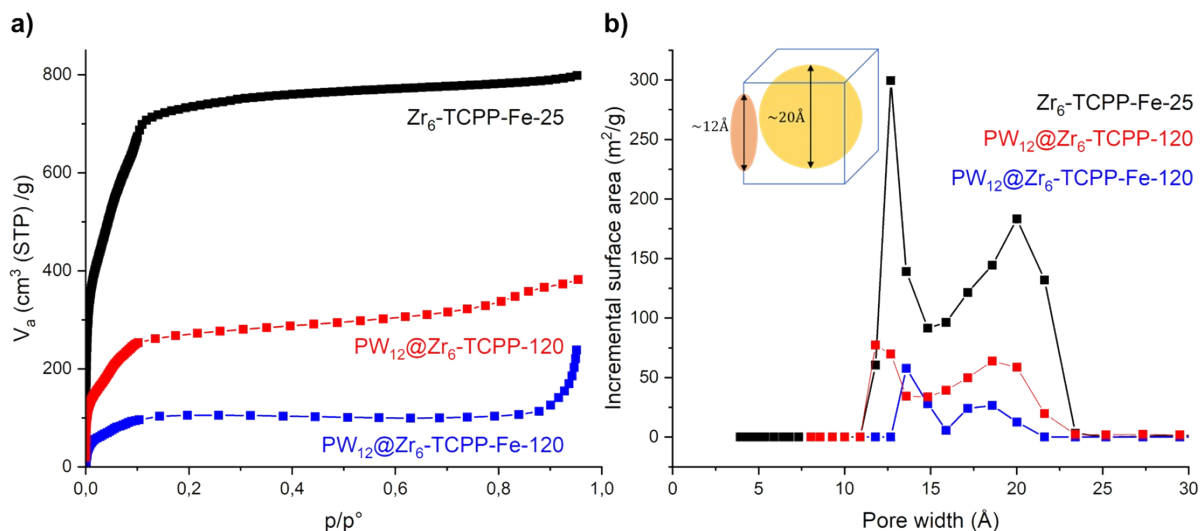 a)
V_a (cm³ (STP) /g)
800
600
400
200
0
0,0 0,2 0,4 0,6 0,8 1,0
p/p°
Zr₆-TCPP-Fe-25
PW₁₂@Zr₆-TCPP-120
PW₁₂@Zr₆-TCPP-Fe-120
b)
Incremental surface area (m²/g)
300
250
200
150
100
50
0
0 5 10 15 20 25 30
Pore width (Å)
~12Å
~20Å
Zr₆-TCPP-Fe-25
PW₁₂@Zr₆-TCPP-120
PW₁₂@Zr₆-TCPP-Fe-120